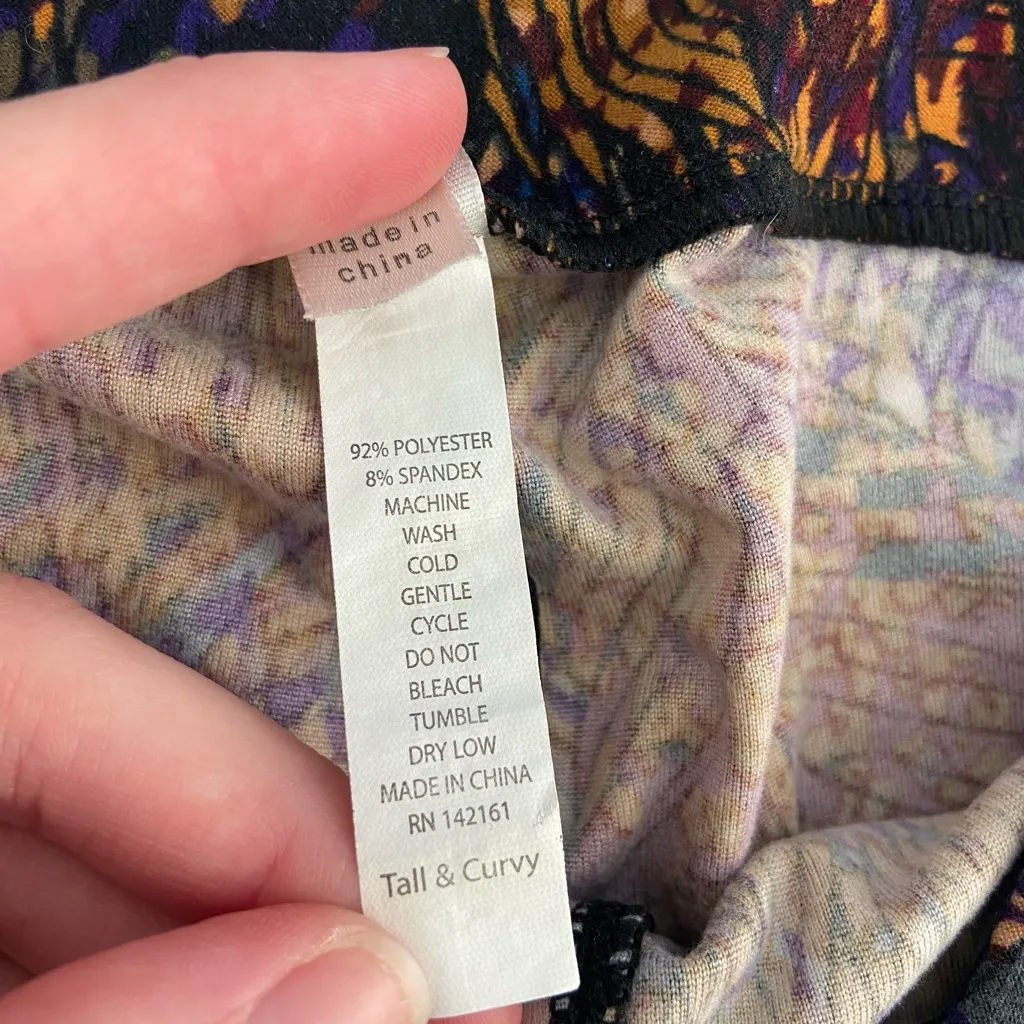 made in
china
92% POLYESTER
8% SPANDEX
MACHINE
WASH
COLD
GENTLE
CYCLE
DO NOT
BLEACH
TUMBLE
DRY LOW
MADE IN CHINA
RN 142161
Tall & Curvy